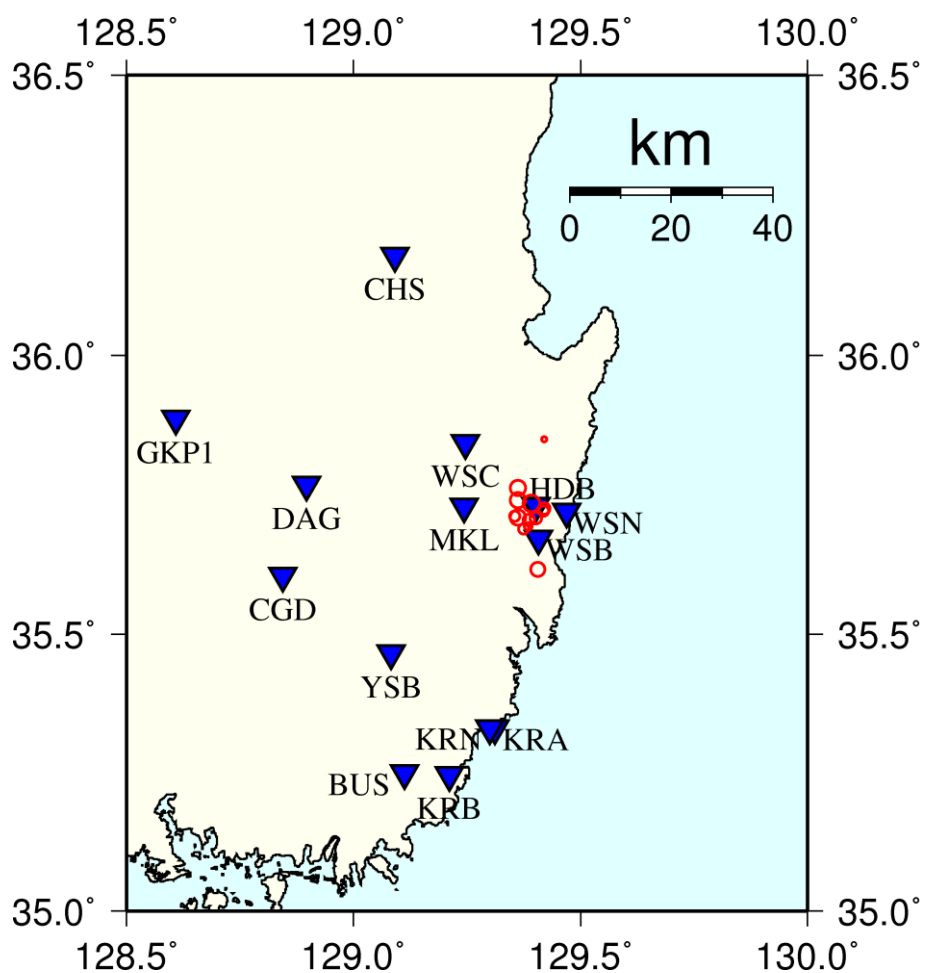 128.5° 129.0° 129.5° 130.0°
36.5° 36.5°
km
0 20 40
CHS
36.0° 36.0°
GKP1
WSC
HDB
DAG
MKL
WSN
WSB
CGD
35.5° 35.5°
YSB
KRN KRA
BUS
KRB
35.0° 35.0°
128.5° 129.0° 129.5° 130.0°